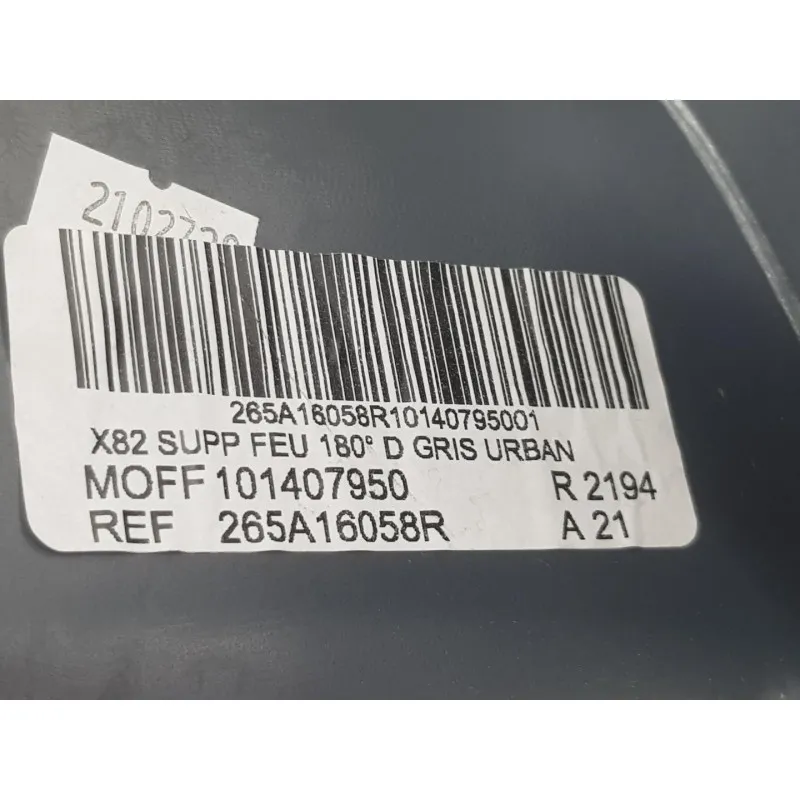 265A16058R10140795001
X82 SUPP FEU 180° D GRIS URBAN
MOFF 101407950 R 2194
REF 265A16058R A 21